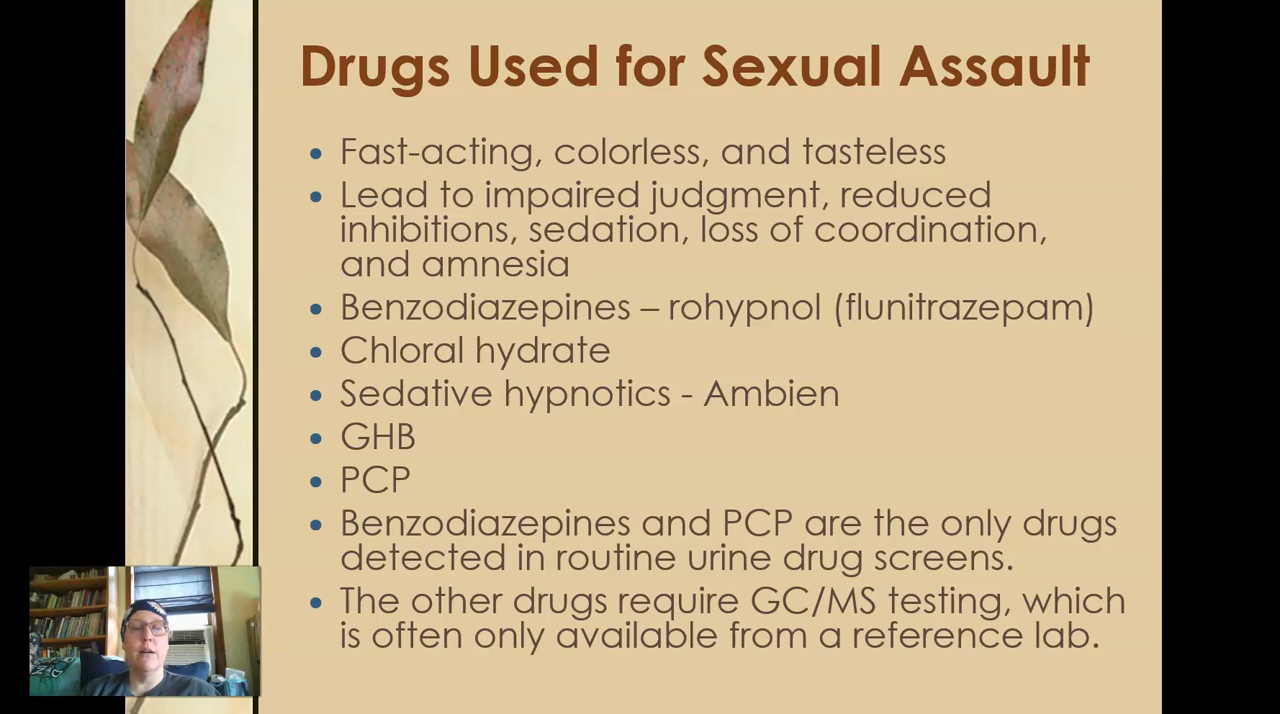 Drugs Used for Sexual Assault
• Fast-acting, colorless, and tasteless
• Lead to impaired judgment, reduced
inhibitions, sedation, loss of coordination,
and amnesia
• Benzodiazepines – rohypnol (flunitrazepam)
• Chloral hydrate
• Sedative hypnotics - Ambien
• GHB
• PCP
• Benzodiazepines and PCP are the only drugs
detected in routine urine drug screens.
• The other drugs require GC/MS testing, which
is often only available from a reference lab.